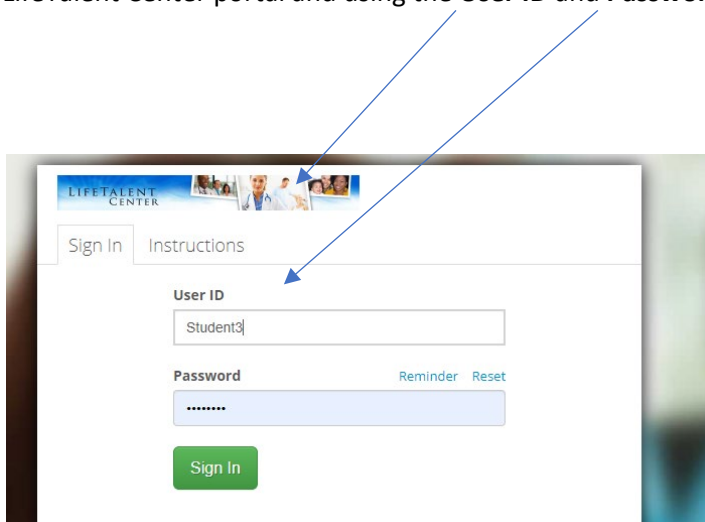 LifeTalent Center portal and using the User ID and Passwor
LIFETALENT
CENTER
Sign In Instructions
User ID
Student3
Password Reminder Reset
••••••••
Sign In